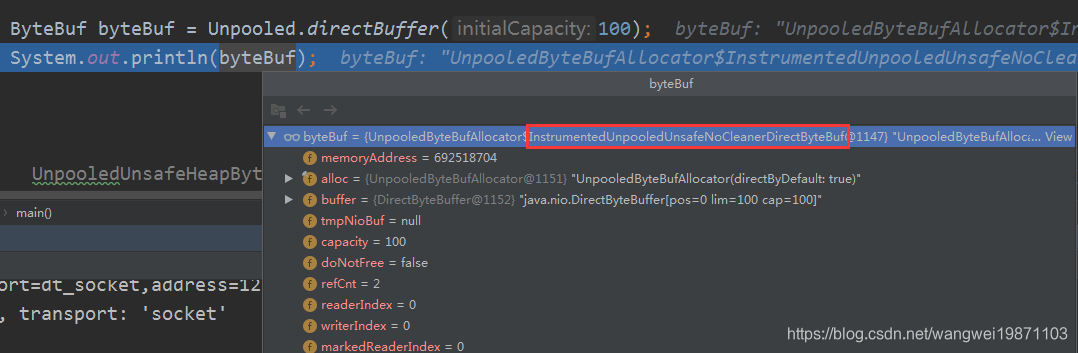 ByteBuf byteBuf = Unpooled.directBuffer( initialCapacity: 100);   byteBuf: "UnpooledByteBufAllocator$In
System.out.println(byteBuf);   byteBuf: "UnpooledByteBufAllocator$InstrumentedUnpooledUnsafeNoClea
byteBuf
byteBuf = {UnpooledByteBufAllocator$InstrumentedUnpooledUnsafeNoCleanerDirectByteBuf@1147} "UnpooledByteBufAlloc... View
memoryAddress = 692518704
UnpooledUnsafeHeapByt
alloc = {UnpooledByteBufAllocator@1151} "UnpooledByteBufAllocator(directByDefault: true)"
buffer = {DirectByteBuffer@1152} "java.nio.DirectByteBuffer[pos=0 lim=100 cap=100]"
main()
tmpNioBuf = null
capacity = 100
doNotFree = false
ort=dt_socket,address=12
refCnt = 2
readerIndex = 0
, transport: 'socket'
writerIndex = 0
markedReaderIndex = 0
https://blog.csdn.net/wangwei19871103